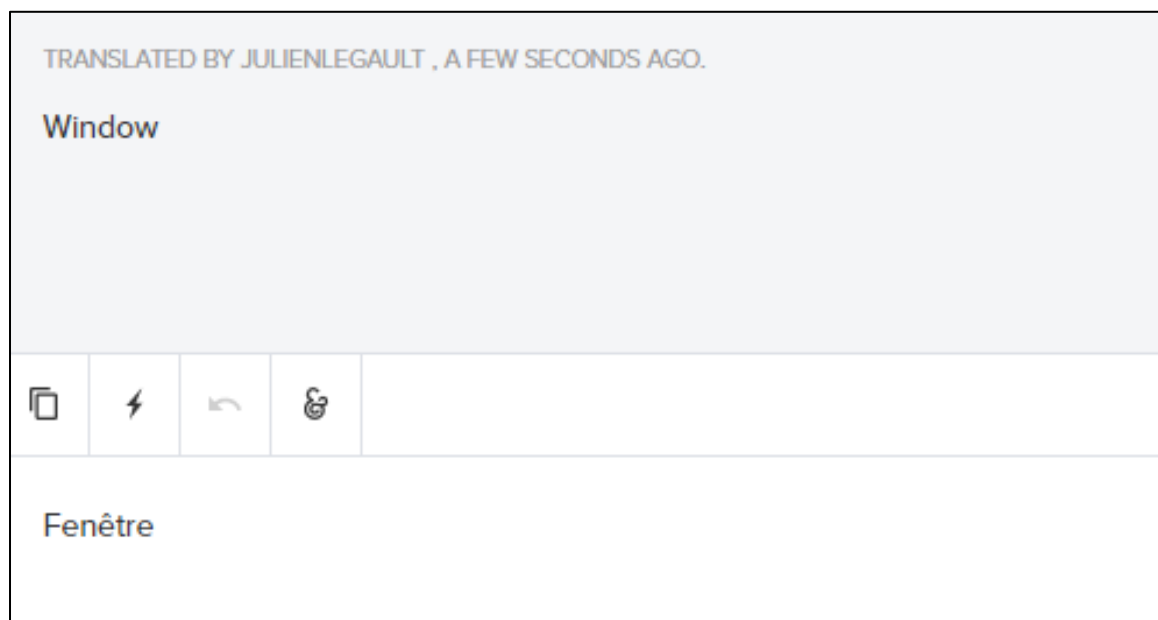 TRANSLATED BY JULIENLEGAULT , A FEW SECONDS AGO.
Window
&
Fenêtre